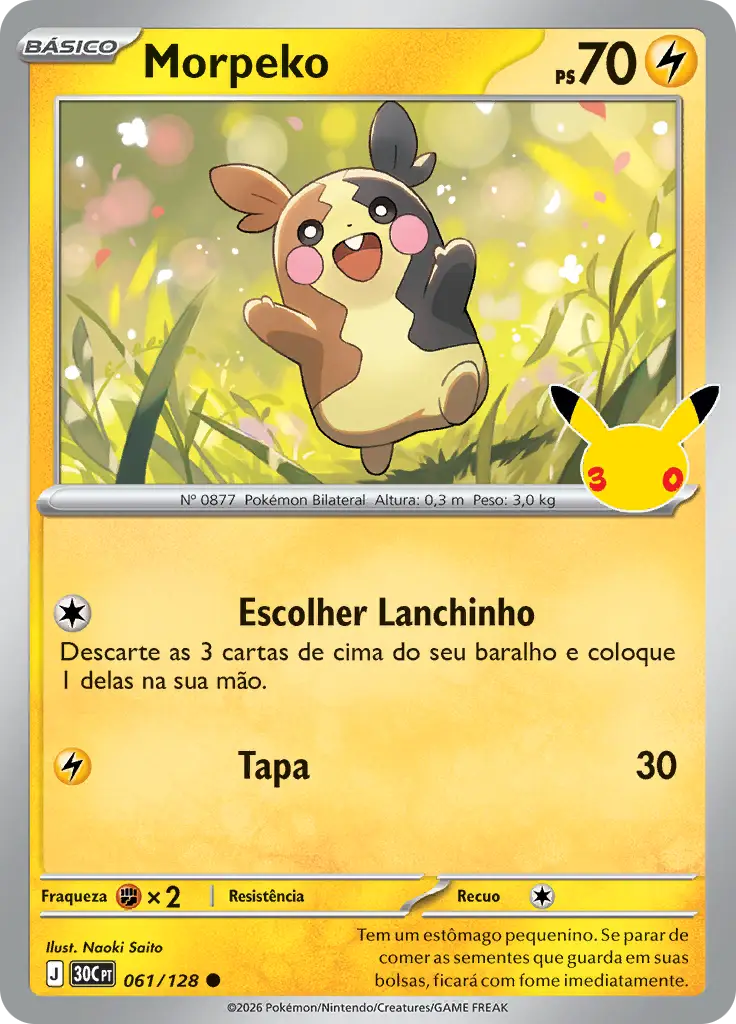 BÁSICO
Morpeko
PS 70
30
Nº 0877 Pokémon Bilateral Altura: 0,3 m Peso: 3,0 kg
Escolher Lanchinho
Descarte as 3 cartas de cima do seu baralho e coloque
1 delas na sua mão.
Tapa 30
Fraqueza ×2 Resistência Recuo
Ilust. Naoki Saito
J 30C PT 061/128
Tem um estômago pequenino. Se parar de
comer as sementes que guarda em suas
bolsas, ficará com fome imediatamente.
©2026 Pokémon/Nintendo/Creatures/GAME FREAK